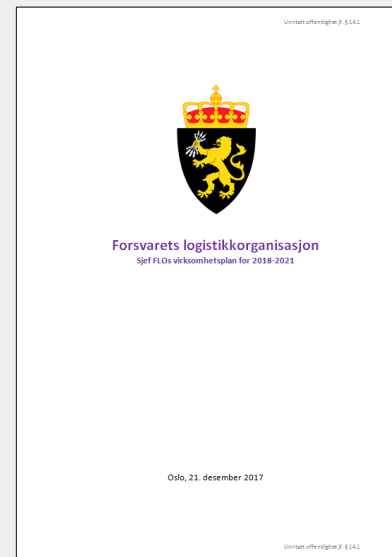 Unntatt offentlighet jf. § 14.1
Forsvarets logistikkorganisasjon
Sjef FLOs virksomhetsplan for 2018-2021
Oslo, 21. desember 2017
Unntatt offentlighet jf. § 14.1